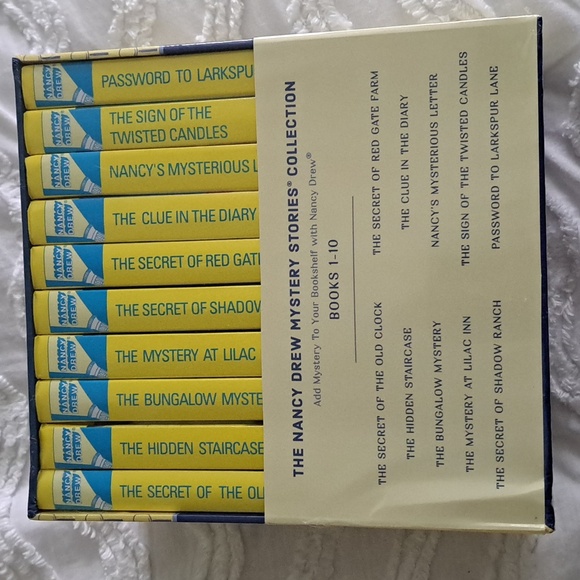 NANCY DREW
PASSWORD TO LARKSPUR
NANCY DREW
THE SIGN OF THE
TWISTED CANDLES
NANCY DREW
NANCY'S MYSTERIOUS L
NANCY DREW
THE CLUE IN THE DIARY
NANCY DREW
THE SECRET OF RED GATE
NANCY DREW
THE SECRET OF SHADOW
NANCY DREW
THE MYSTERY AT LILAC
NANCY DREW
THE BUNGALOW MYSTE
NANCY DREW
THE HIDDEN STAIRCASE
NANCY DREW
THE SECRET OF THE OL
THE NANCY DREW MYSTERY STORIES® COLLECTION
Add Mystery To Your Bookshelf with Nancy Drew®
BOOKS 1-10
THE SECRET OF THE OLD CLOCK
THE HIDDEN STAIRCASE
THE BUNGALOW MYSTERY
THE MYSTERY AT LILAC INN
THE SECRET OF SHADOW RANCH
THE SECRET OF RED GATE FARM
THE CLUE IN THE DIARY
NANCY'S MYSTERIOUS LETTER
THE SIGN OF THE TWISTED CANDLES
PASSWORD TO LARKSPUR LANE